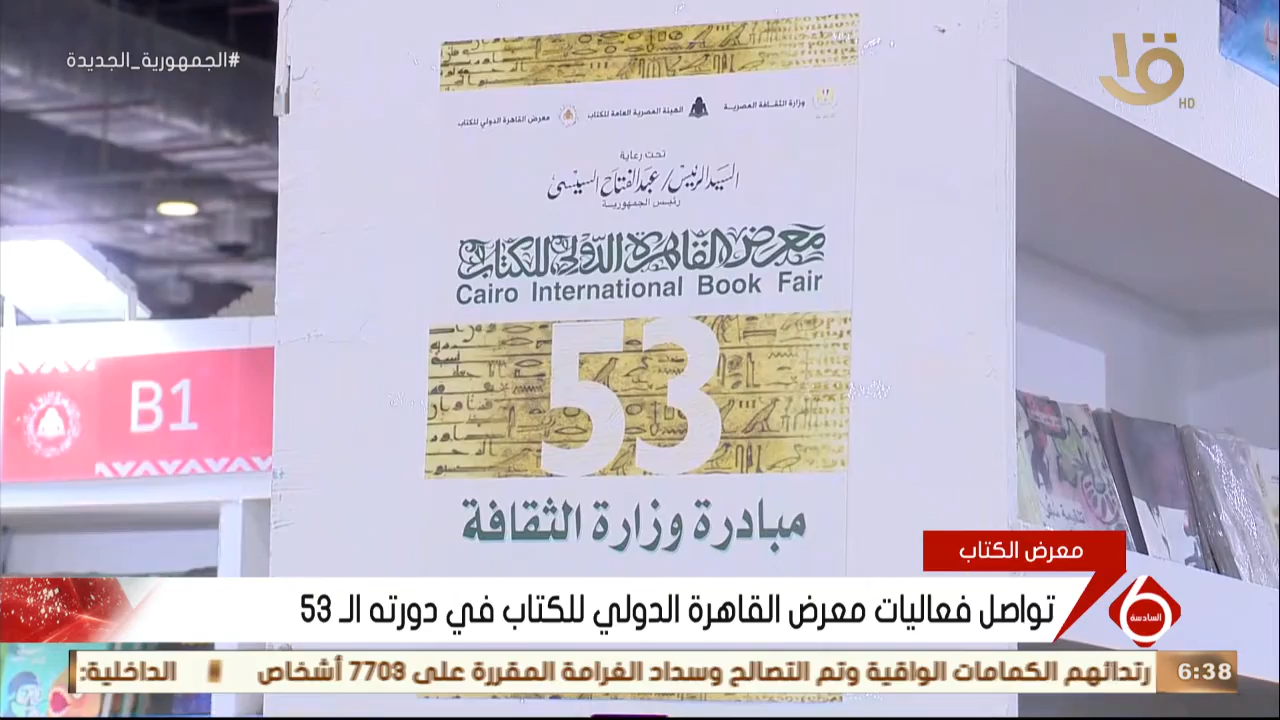 #الجمهورية_الجديدة
HD
وزارة الثقافة المصرية
الهيئة المصرية العامة للكتاب
معرض القاهرة الدولي للكتاب
تحت رعاية
السيد الرئيس/ عبدالفتاح السيسي
رئيس الجمهورية
معرض القاهرة الدولي للكتاب
Cairo International Book Fair
53
مبادرة وزارة الثقافة
B1
معرض الكتاب
تواصل فعاليات معرض القاهرة الدولي للكتاب في دورته الـ 53
السادسة
6:38
رتدائهم الكمامات الواقية وتم التصالح وسداد الغرامة المقررة على 7703 أشخاص الداخلية: